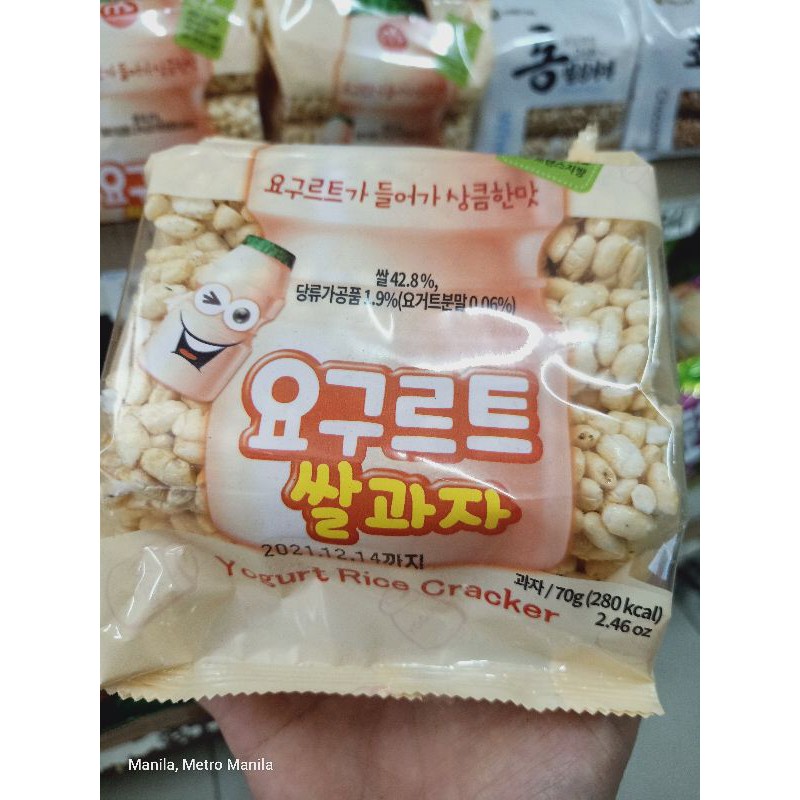 요구르트가 들어가 상큼한맛
쌀 42.8%,
당류가공품 1.9%(요거트분말 0.06%)
요구르트
쌀과자
2021.12.14까지
Yogurt Rice Cracker
과자 / 70g (280 kcal)
2.46 oz
Manila, Metro Manila